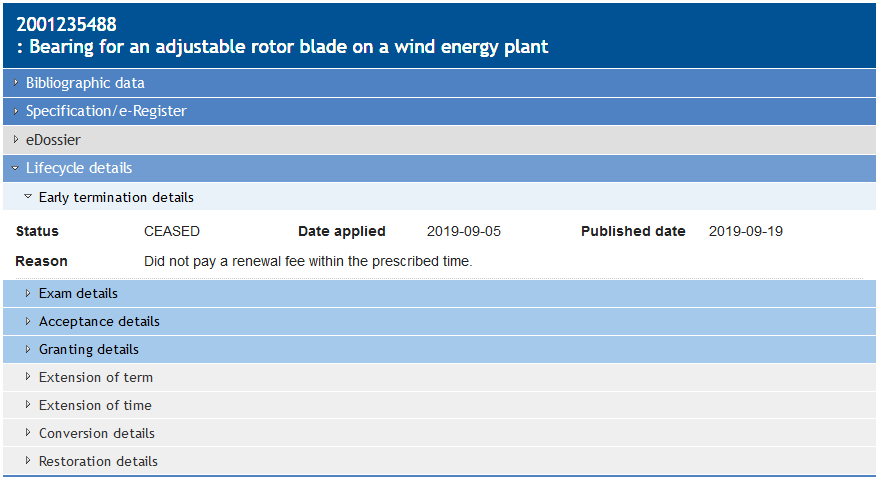 2001235488
: Bearing for an adjustable rotor blade on a wind energy plant
Bibliographic data
Specification/e-Register
eDossier
Lifecycle details
Early termination details
Status CEASED Date applied 2019-09-05 Published date 2019-09-19
Reason Did not pay a renewal fee within the prescribed time.
Exam details
Acceptance details
Granting details
Extension of term
Extension of time
Conversion details
Restoration details